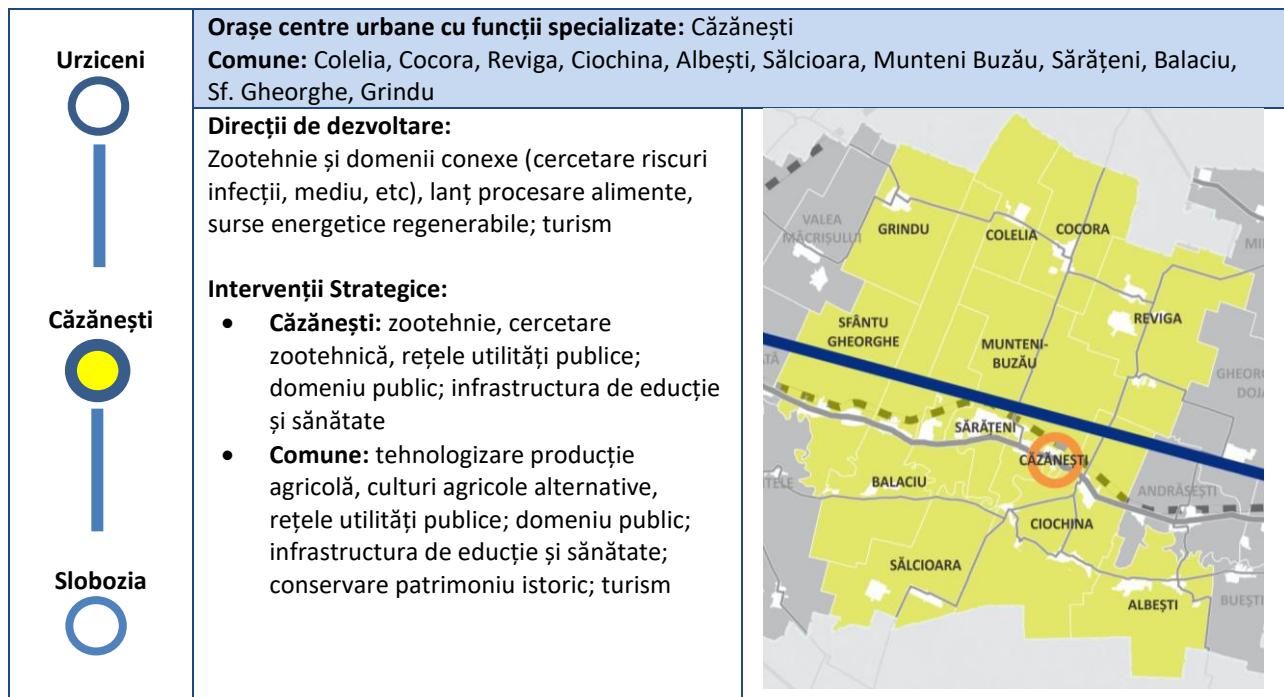 Urziceni
Căzănești
Slobozia
Orașe centre urbane cu funcții specializate: Căzănești
Comune: Colelia, Cocora, Reviga, Ciochina, Albești, Sălcioara, Munteni Buzău, Sărățeni, Balaciu,
Sf. Gheorghe, Grindu
Direcții de dezvoltare:
Zootehnie și domenii conexe (cercetare riscuri
infecții, mediu, etc), lanț procesare alimente,
surse energetice regenerabile; turism
Intervenții Strategice:
• Căzănești: zootehnie, cercetare
zootehnică, rețele utilități publice;
domeniu public; infrastructura de educție
și sănătate
• Comune: tehnologizare producție
agricolă, culturi agricole alternative,
rețele utilități publice; domeniu public;
infrastructura de educție și sănătate;
conservare patrimoniu istoric; turism
VALEA
MĂCRIȘULUI
GRINDU
COLELIA
COCORA
REVIGA
SFÂNTU
GHEORGHE
MUNTENI-
BUZĂU
SĂRĂȚENI
CĂZĂNEȘTI
BALACIU
ANDRĂȘEȘTI
CIOCHINA
SĂLCIOARA
ALBEȘTI